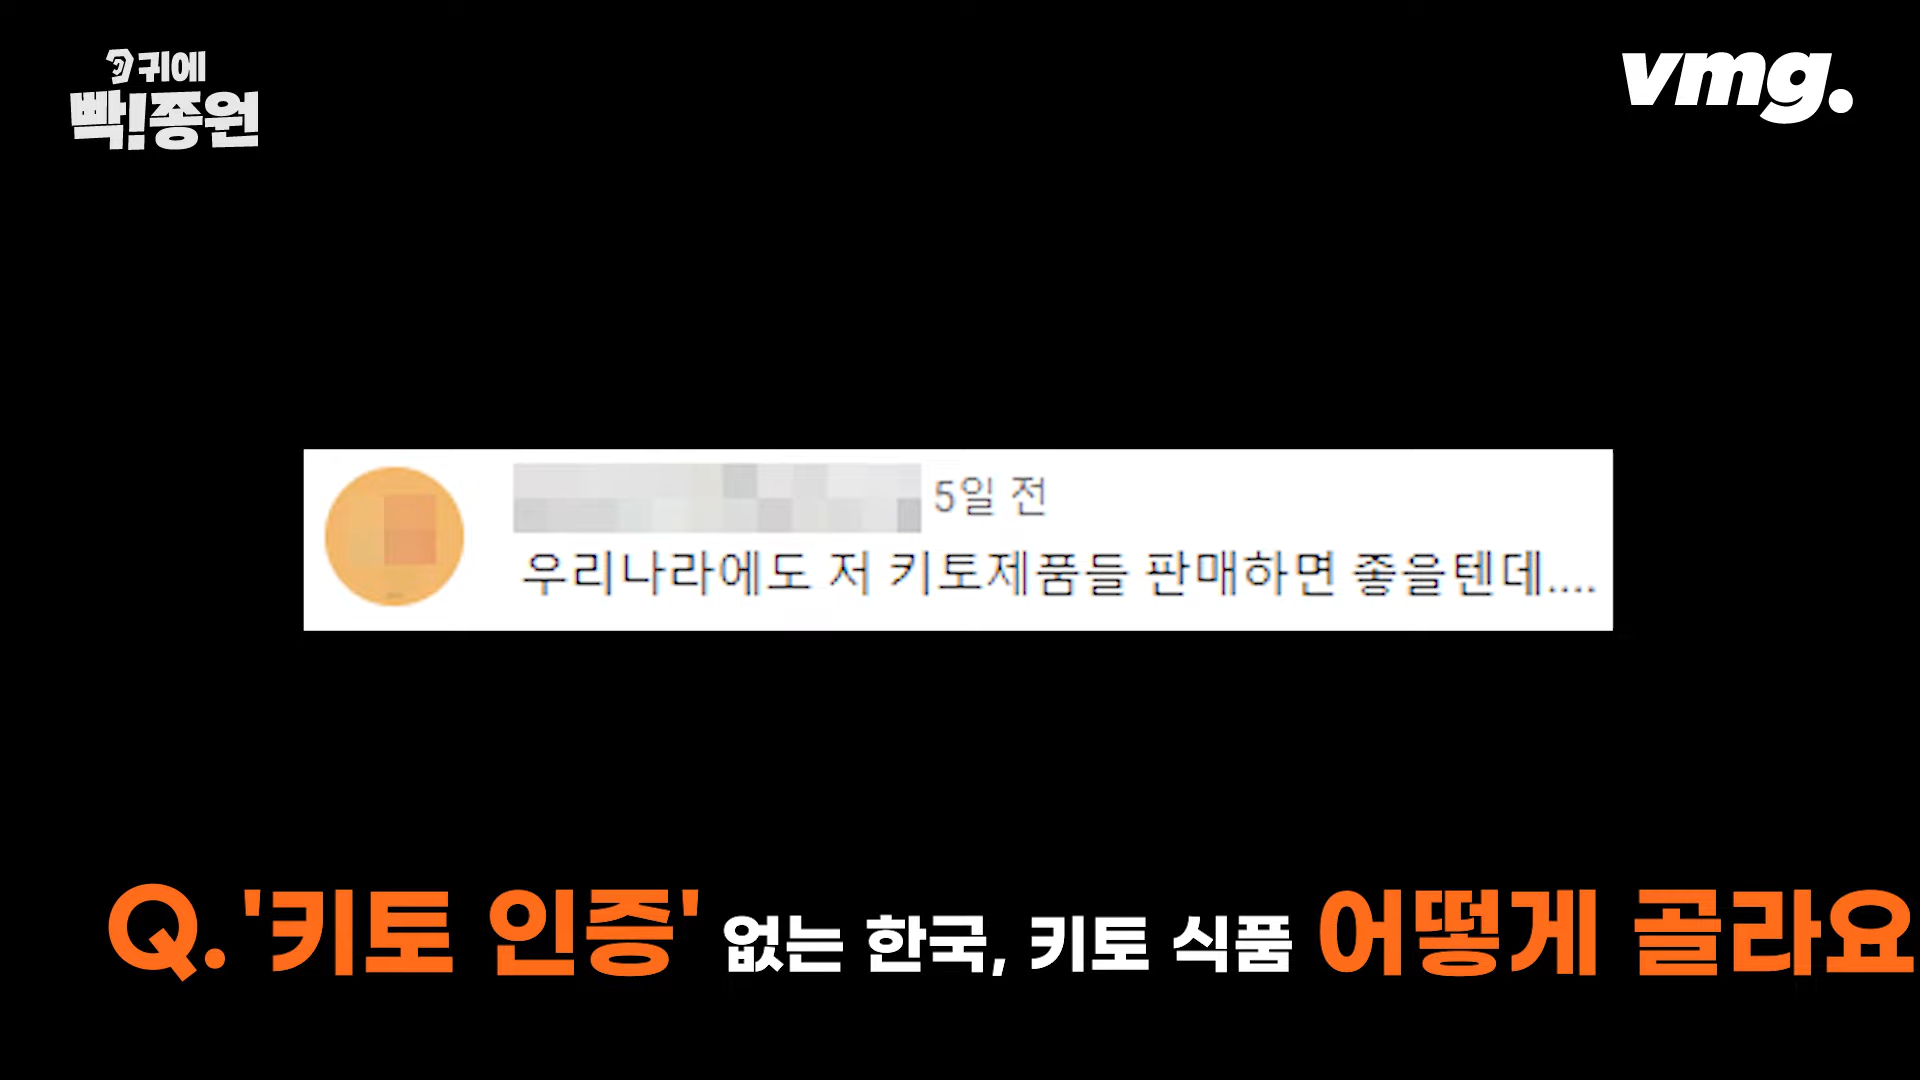 귀에
빡!종원
vmg.
5일 전
우리나라에도 저 키토제품들 판매하면 좋을텐데....
Q. '키토 인증' 없는 한국, 키토 식품 어떻게 골라요